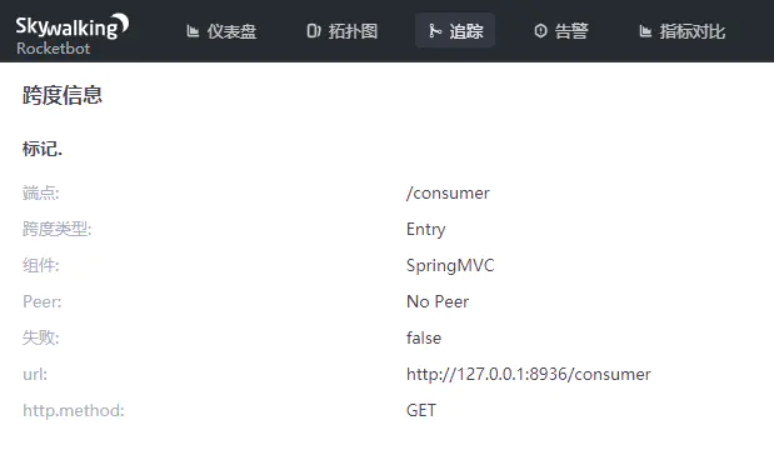 Skywalking
Rocketbot
仪表盘 拓扑图 追踪 告警 指标对比
跨度信息
标记.
端点: /consumer
跨度类型: Entry
组件: SpringMVC
Peer: No Peer
失败: false
url: http://127.0.0.1:8936/consumer
http.method: GET